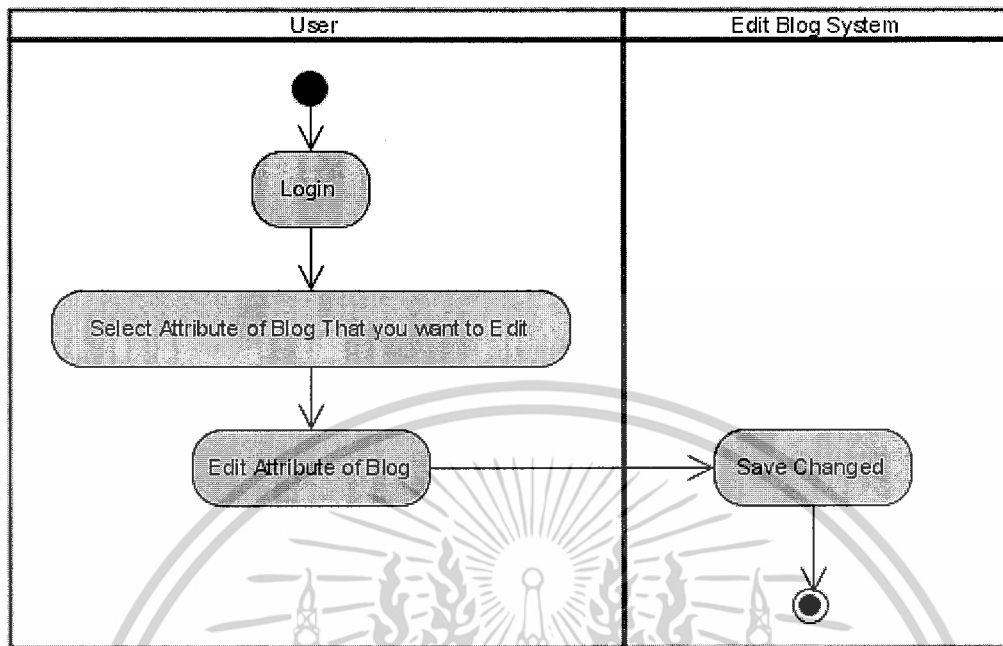 User
Edit Blog System
Login
Select Attribute of Blog That you want to Edit
Edit Attribute of Blog
Save Changed